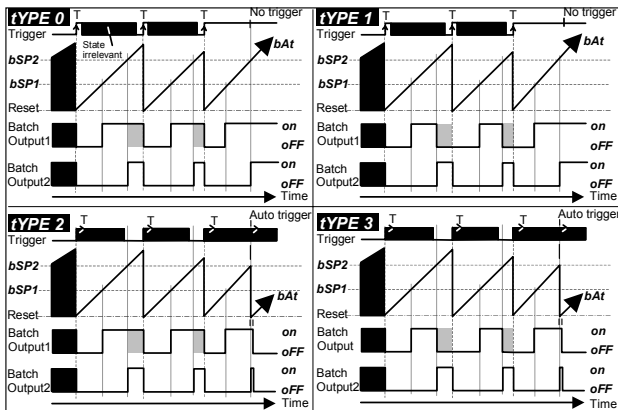 tYPE 0
T T T No trigger
Trigger
State
irrelevant
bAt
bSP2
bSP1
Reset
Batch
Output1
on
oFF
Batch
Output2
on
oFF
Time
tYPE 1
T T T No trigger
Trigger
bAt
bSP2
bSP1
Reset
Batch
Output1
on
oFF
Batch
Output2
on
oFF
Time
tYPE 2
T T T Auto trigger
Trigger
bSP2
bSP1
bAt
Reset
Batch
Output1
on
oFF
Batch
Output2
on
oFF
Time
tYPE 3
T T T Auto trigger
Trigger
bSP2
bSP1
bAt
Reset
Batch
Output
on
oFF
Batch
Output2
on
oFF
Time